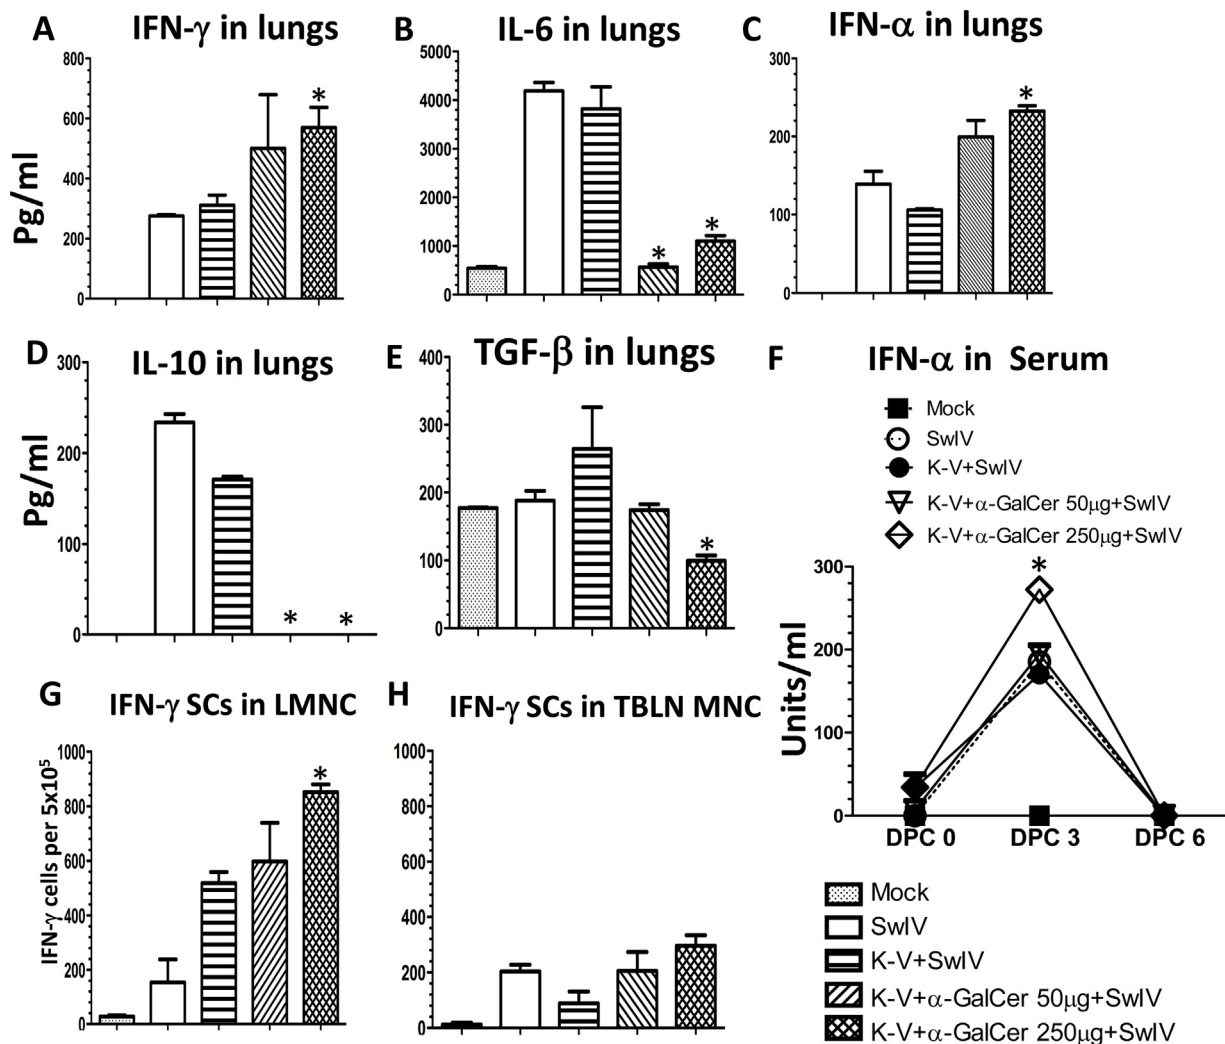 A IFN-γ in lungs
Pg/ml
800
600
400
200
0
*
B IL-6 in lungs
5000
4000
3000
2000
1000
0
* *
C IFN-α in lungs
300
200
100
0
*
D IL-10 in lungs
Pg/ml
300
200
100
0
* *
E TGF-β in lungs
400
300
200
100
0
*
F IFN-α in Serum
Mock
SwIV
K-V+SwIV
K-V+α-GalCer 50μg+SwIV
K-V+α-GalCer 250μg+SwIV
*
Units/ml
300
200
100
0
DPC 0 DPC 3 DPC 6
G IFN-γ SCs in LMNC
IFN-γ cells per 5x10⁵
1000
800
600
400
200
0
*
H IFN-γ SCs in TBLN MNC
1000
800
600
400
200
0
Mock
SwIV
K-V+SwIV
K-V+α-GalCer 50μg+SwIV
K-V+α-GalCer 250μg+SwIV